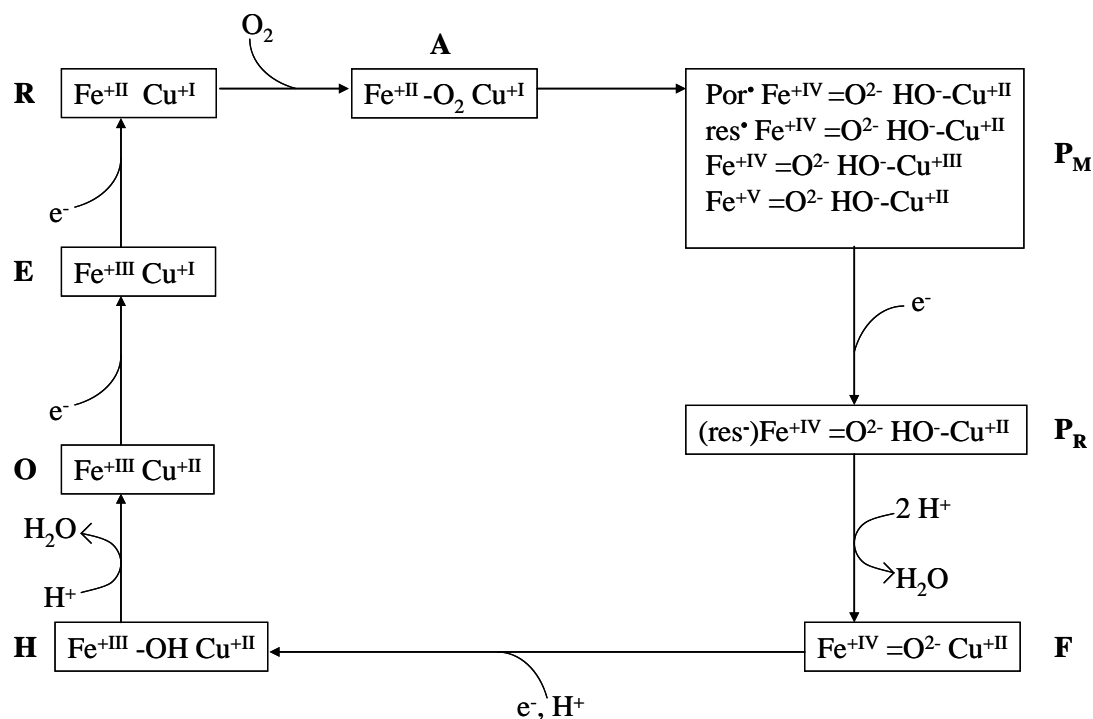 O₂
A
R
Fe⁺ᴵᴵ Cu⁺ᴵ
Fe⁺ᴵᴵ -O₂ Cu⁺ᴵ
Por• Fe⁺ᴵⱽ =O²⁻ HO⁻-Cu⁺ᴵᴵ
res• Fe⁺ᴵⱽ =O²⁻ HO⁻-Cu⁺ᴵᴵ
Fe⁺ᴵⱽ =O²⁻ HO⁻-Cu⁺ᴵᴵᴵ
Fe⁺ⱽ =O²⁻ HO⁻-Cu⁺ᴵᴵ
P_M
e⁻
E
Fe⁺ᴵᴵᴵ Cu⁺ᴵ
e⁻
e⁻
(res⁻)Fe⁺ᴵⱽ =O²⁻ HO⁻-Cu⁺ᴵᴵ
P_R
O
Fe⁺ᴵᴵᴵ Cu⁺ᴵᴵ
H₂O
H⁺
2 H⁺
H₂O
H
Fe⁺ᴵᴵᴵ -OH Cu⁺ᴵᴵ
Fe⁺ᴵⱽ =O²⁻ Cu⁺ᴵᴵ
F
e⁻, H⁺